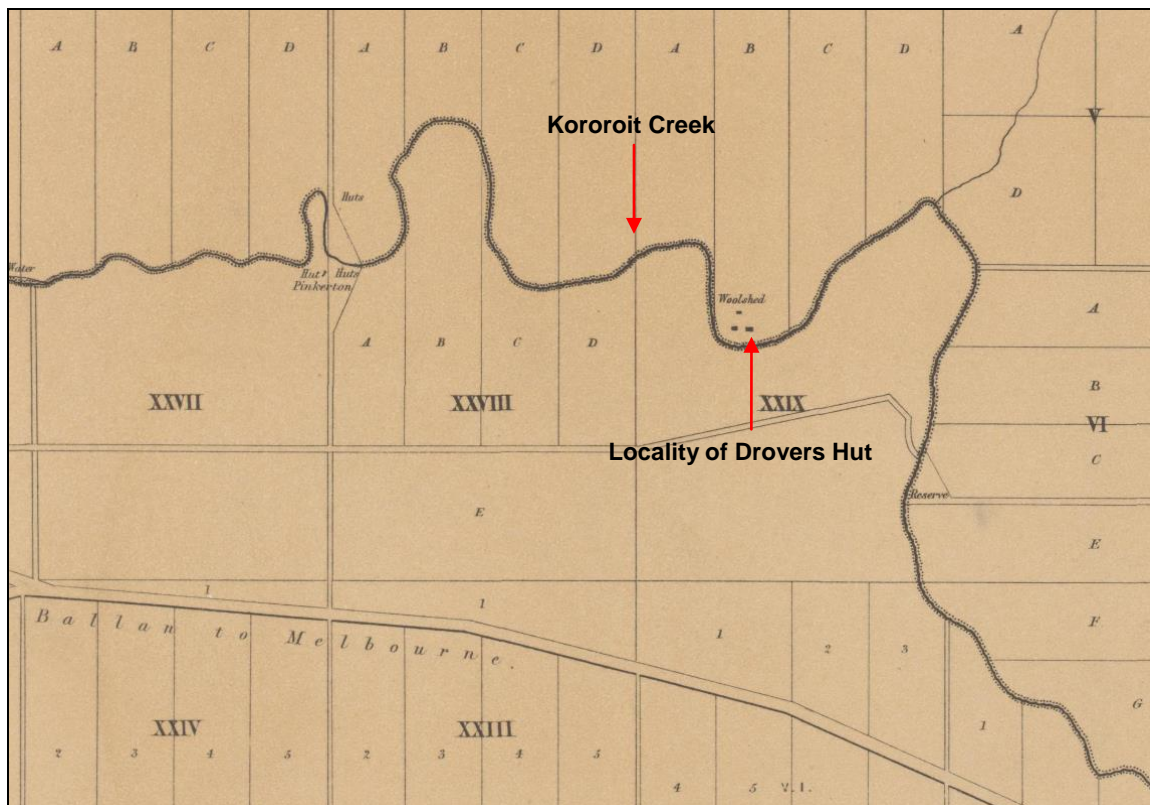 A B C D A B C D A B C D A
Kororoit Creek
V
D
Huts
Water
Hut Huts
Pinkerton
Woolshed
A
A B C D
B
XXVII XXVIII XXIX
VI
Locality of Drovers Hut
C
Reserve
E
E
1
1
Ballan to Melbourne.
1 2 3
F
G
XXIV XXIII
1
2 3 4 5 2 3 4 5
4 5 V.I.